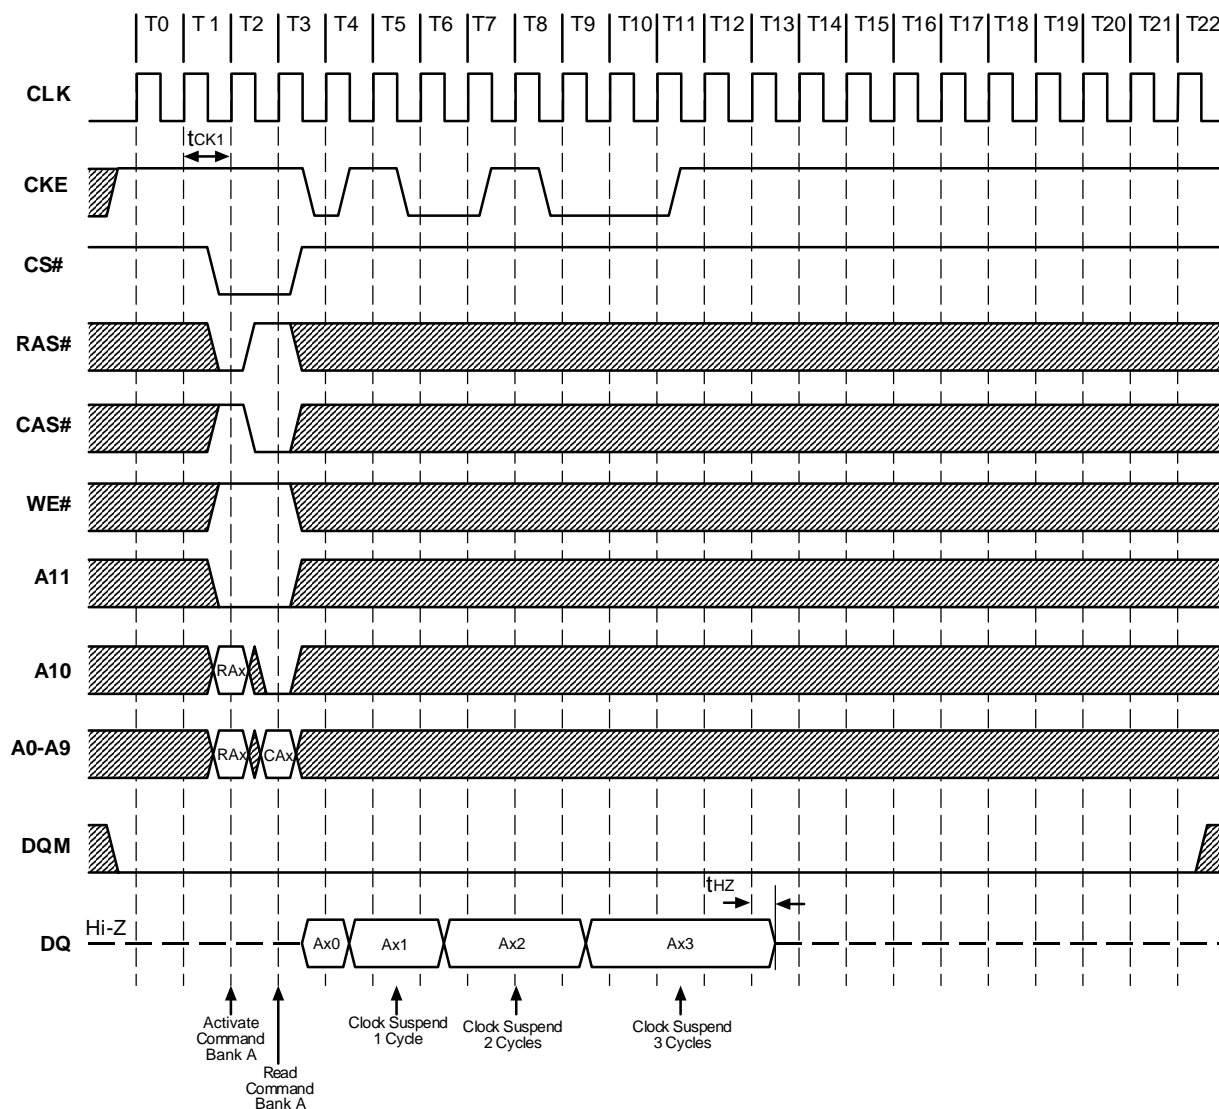 T0 T1 T2 T3 T4 T5 T6 T7 T8 T9 T10 T11 T12 T13 T14 T15 T16 T17 T18 T19 T20 T21 T22
CLK
tCK1
CKE
CS#
RAS#
CAS#
WE#
A11
A10 RAx
A0-A9 RAx CAx
DQM
tHZ
Hi-Z
DQ Ax0 Ax1 Ax2 Ax3
Activate
Command
Bank A
Read
Command
Bank A
Clock Suspend
1 Cycle
Clock Suspend
2 Cycles
Clock Suspend
3 Cycles